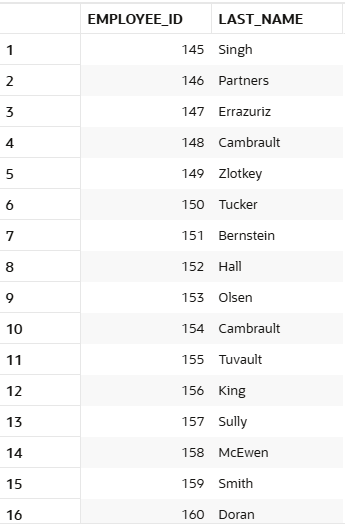 EMPLOYEE_ID LAST_NAME
1 145 Singh
2 146 Partners
3 147 Errazuriz
4 148 Cambrault
5 149 Zlotkey
6 150 Tucker
7 151 Bernstein
8 152 Hall
9 153 Olsen
10 154 Cambrault
11 155 Tuvault
12 156 King
13 157 Sully
14 158 McEwen
15 159 Smith
16 160 Doran